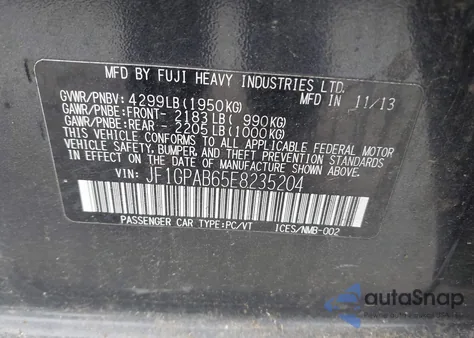 MFD BY FUJI HEAVY INDUSTRIES LTD.
GVWR/PNBV: 4299LB(1950KG) 11/13
GAWR/PNBE:FRONT- 2183LB( 990KG)
GAWR/PNBE:REAR - 2205LB(1000KG)
THIS VEHICLE CONFORMS TO ALL APPLICABLE FEDERAL MOTOR
VEHICLE SAFETY, BUMPER, AND THEFT PREVENTION STANDARDS
IN EFFECT ON THE DATE OF MANUFACTURE SHOWN ABOVE.
VIN: JF1GPAB65E8235204
PASSENGER CAR TYPE:PC/VT ICES/NMB-002
autoSnap